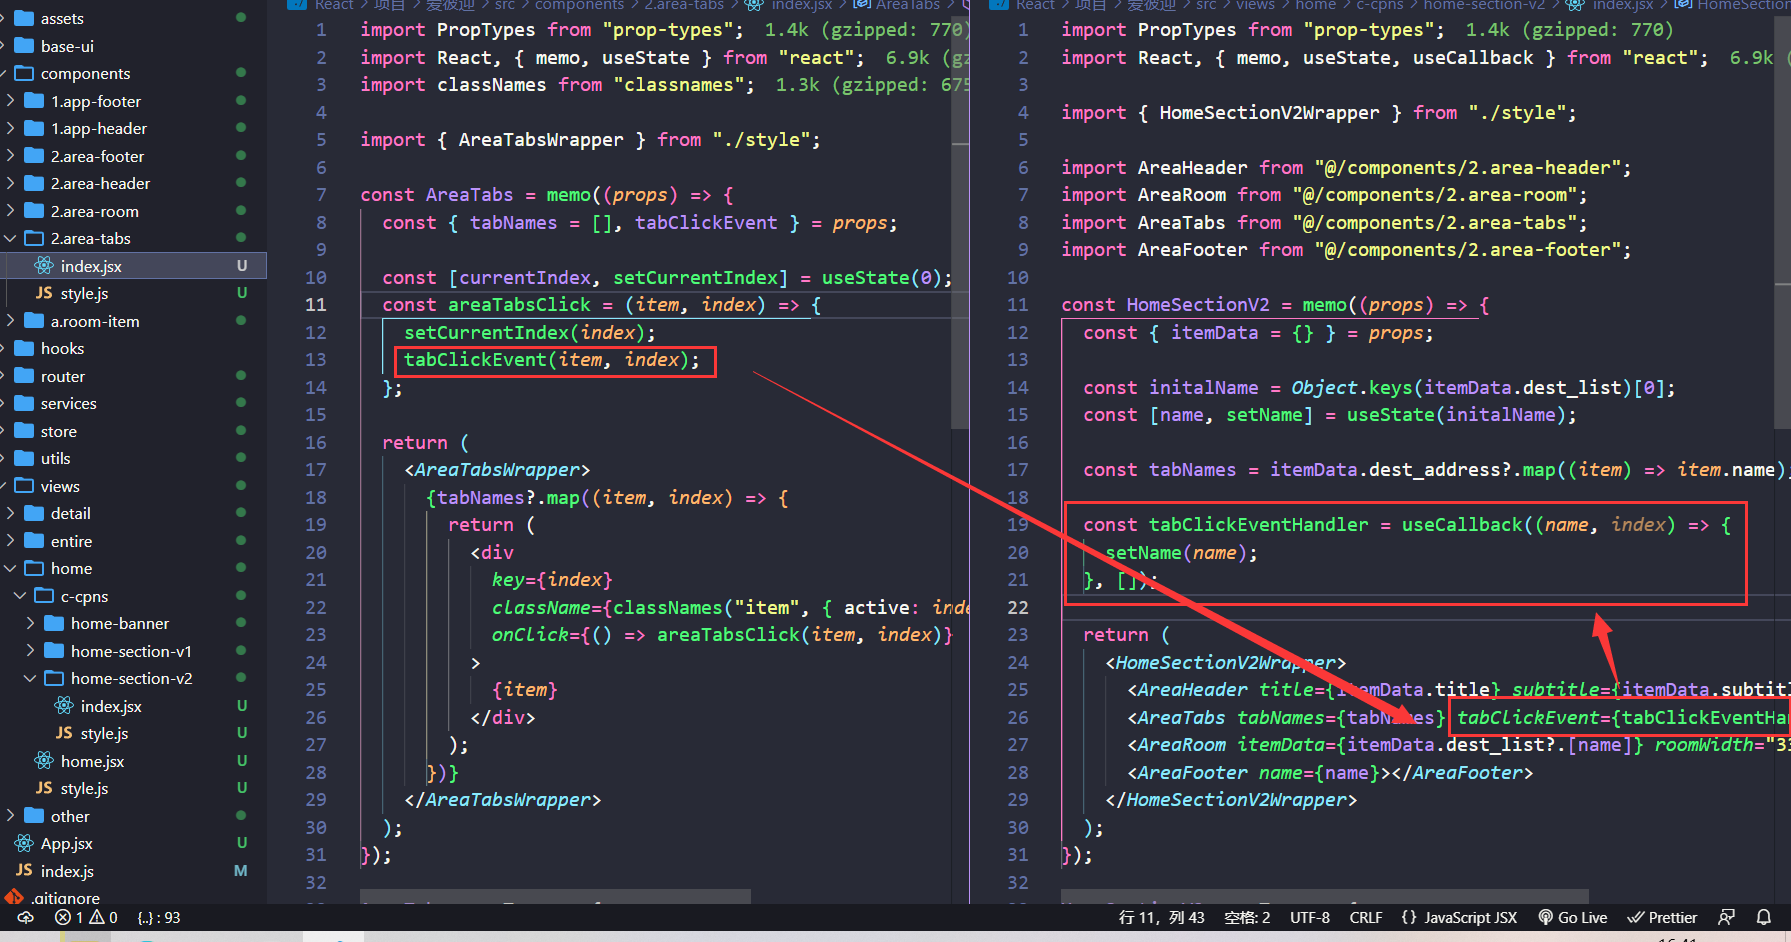 assets
base-ui
components
1.app-footer
1.app-header
2.area-footer
2.area-header
2.area-room
2.area-tabs
index.jsx U
JS style.js U
a.room-item
hooks
router
services
store
utils
views
detail
entire
home
c-cpns
home-banner
home-section-v1
home-section-v2
index.jsx U
JS style.js U
home.jsx U
JS style.js U
other
App.jsx U
JS index.js M
.gitignore
React > 项目 > 爱彼迎 > src > components > 2.area-tabs > index.jsx > AreaTabs >
1 import PropTypes from "prop-types"; 1.4k (gzipped: 770)
2 import React, { memo, useState } from "react"; 6.9k (gz
3 import classNames from "classnames"; 1.3k (gzipped: 675
4
5 import { AreaTabsWrapper } from "./style";
6
7 const AreaTabs = memo((props) => {
8 const { tabNames = [], tabClickEvent } = props;
9
10 const [currentIndex, setCurrentIndex] = useState(0);
11 const areaTabsClick = (item, index) => {
12 setCurrentIndex(index);
13 tabClickEvent(item, index);
14 };
15
16 return (
17 <AreaTabsWrapper>
18 {tabNames?.map((item, index) => {
19 return (
20 <div
21 key={index}
22 className={classNames("item", { active: inde
23 onClick={() => areaTabsClick(item, index)}
24 >
25 {item}
26 </div>
27 );
28 })}
29 </AreaTabsWrapper>
30 );
31 });
32
React > 项目 > 爱彼迎 > src > views > home > c-cpns > home-section-v2 > index.jsx > HomeSection
1 import PropTypes from "prop-types"; 1.4k (gzipped: 770)
2 import React, { memo, useState, useCallback } from "react"; 6.9k (
3
4 import { HomeSectionV2Wrapper } from "./style";
5
6 import AreaHeader from "@/components/2.area-header";
7 import AreaRoom from "@/components/2.area-room";
8 import AreaTabs from "@/components/2.area-tabs";
9 import AreaFooter from "@/components/2.area-footer";
10
11 const HomeSectionV2 = memo((props) => {
12 const { itemData = {} } = props;
13
14 const initalName = Object.keys(itemData.dest_list)[0];
15 const [name, setName] = useState(initalName);
16
17 const tabNames = itemData.dest_address?.map((item) => item.name);
18
19 const tabClickEventHandler = useCallback((name, index) => {
20 setName(name);
21 }, []);
22
23 return (
24 <HomeSectionV2Wrapper>
25 <AreaHeader title={itemData.title} subtitle={itemData.subtitl
26 <AreaTabs tabNames={tabNames} tabClickEvent={tabClickEventHan
27 <AreaRoom itemData={itemData.dest_list?.[name]} roomWidth="33
28 <AreaFooter name={name}></AreaFooter>
29 </HomeSectionV2Wrapper>
30 );
31 });
32
1 0 {..} : 93 行 11，列 43 空格: 2 UTF-8 CRLF {} JavaScript JSX Go Live Prettier